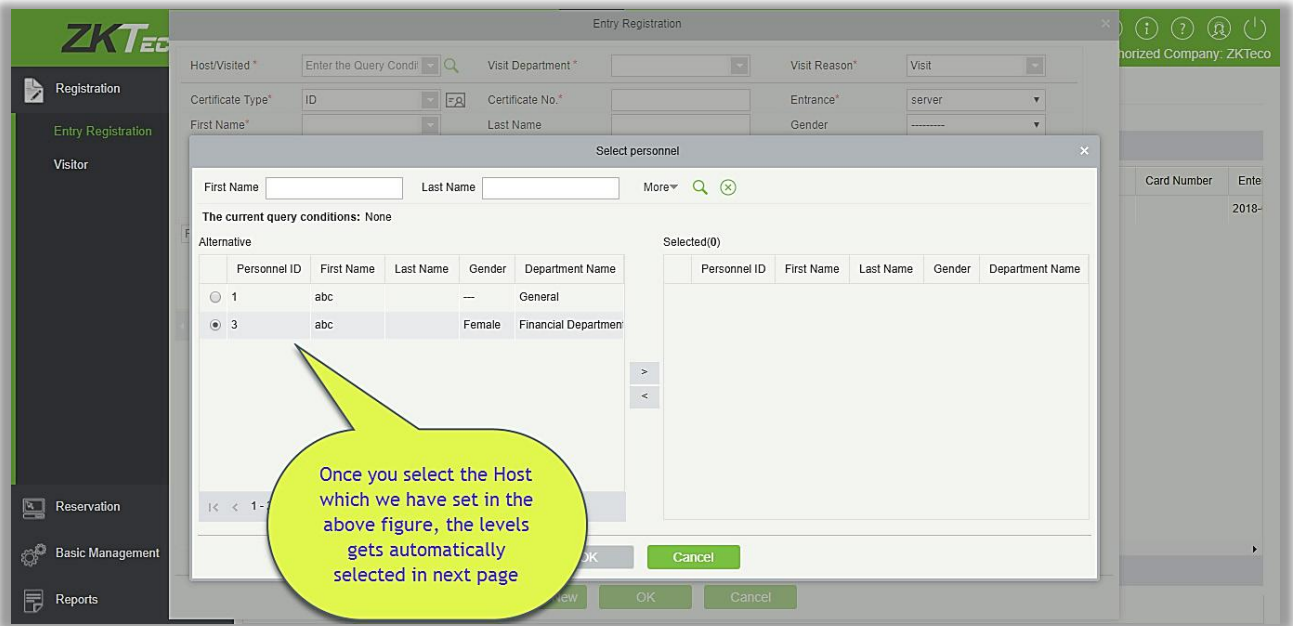 Entry Registration
ZKTec
horized Company: ZKTeco
Registration
Entry Registration
Visitor
Host/Visited * Enter the Query Condit Visit Department * Visit Reason* Visit
Certificate Type* ID Certificate No.* Entrance* server
First Name* Last Name Gender ---------
Select personnel
First Name Last Name More
The current query conditions: None
Alternative Selected(0)
Personnel ID First Name Last Name Gender Department Name Personnel ID First Name Last Name Gender Department Name
1 abc --- General
3 abc Female Financial Departmen
Card Number Ente
2018-
>
<
Once you select the Host
which we have set in the
above figure, the levels
gets automatically
selected in next page
|< < 1 -
OK Cancel
New OK Cancel
Reservation
Basic Management
Reports